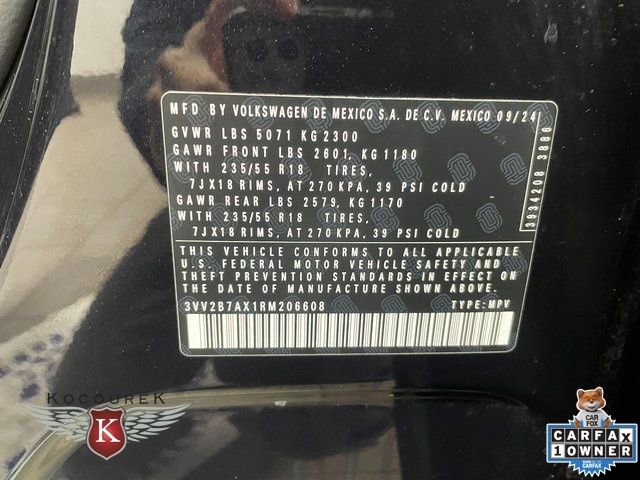 MFD BY VOLKSWAGEN DE MEXICO S.A. DE C.V. MEXICO 09/24
GVWR LBS 5071 KG 2300
GAWR FRONT LBS 2601, KG 1180
WITH 235/55 R18 TIRES,
7JX18 RIMS, AT 270 KPA, 39 PSI COLD
GAWR REAR LBS 2579, KG 1170
WITH 235/55 R18 TIRES,
7JX18 RIMS, AT 270 KPA, 39 PSI COLD
3934208 3886
THIS VEHICLE CONFORMS TO ALL APPLICABLE
U.S. FEDERAL MOTOR VEHICLE SAFETY AND
THEFT PREVENTION STANDARDS IN EFFECT ON
THE DATE OF MANUFACTURE SHOWN ABOVE.
3VV2B7AX1RM206608 TYPE: MPV
KOCOUREK
K
CAR
FOX
CARFAX
1 OWNER